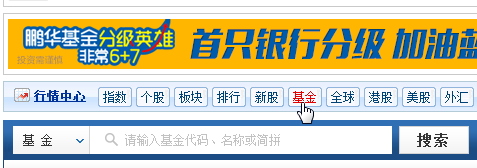 鹏华基金分级英雄
非常6+7
投资需谨慎
首只银行分级 加油
行情中心 指数 个股 板块 排行 新股 基金 全球 港股 美股 外汇
基 金 请输入基金代码、名称或简拼 搜索